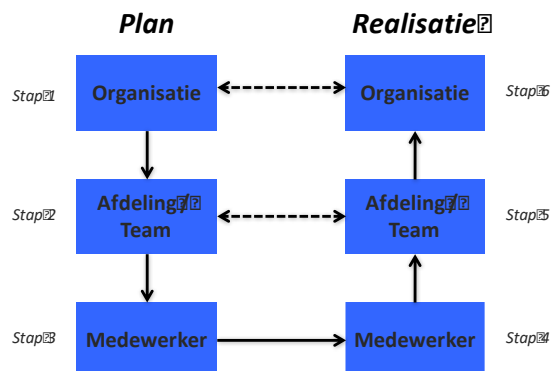 Plan Realisatie
Stap 1 Organisatie Organisatie Stap 6
Stap 2 Afdeling/ Team Afdeling/ Team Stap 5
Stap 3 Medewerker Medewerker Stap 4